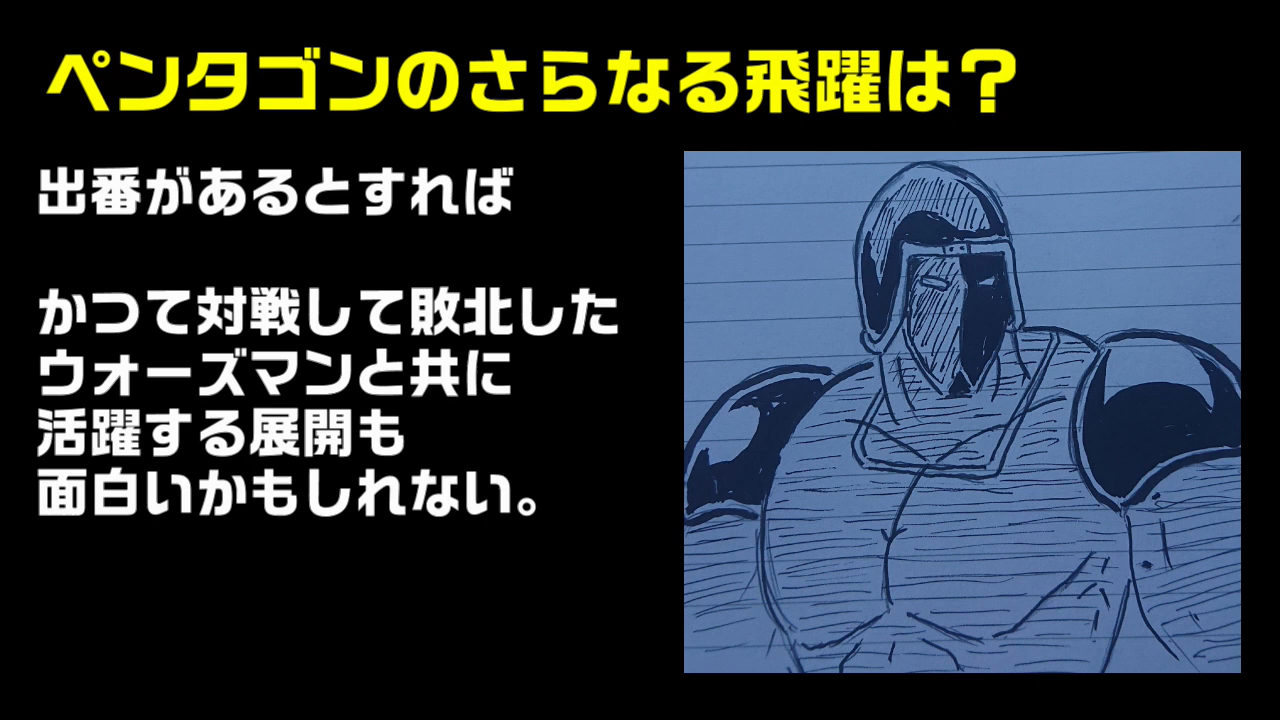 ペンタゴンのさらなる飛躍は？
出番があるとすれば
かつて対戦して敗北した
ウォーズマンと共に
活躍する展開も
面白いかもしれない。